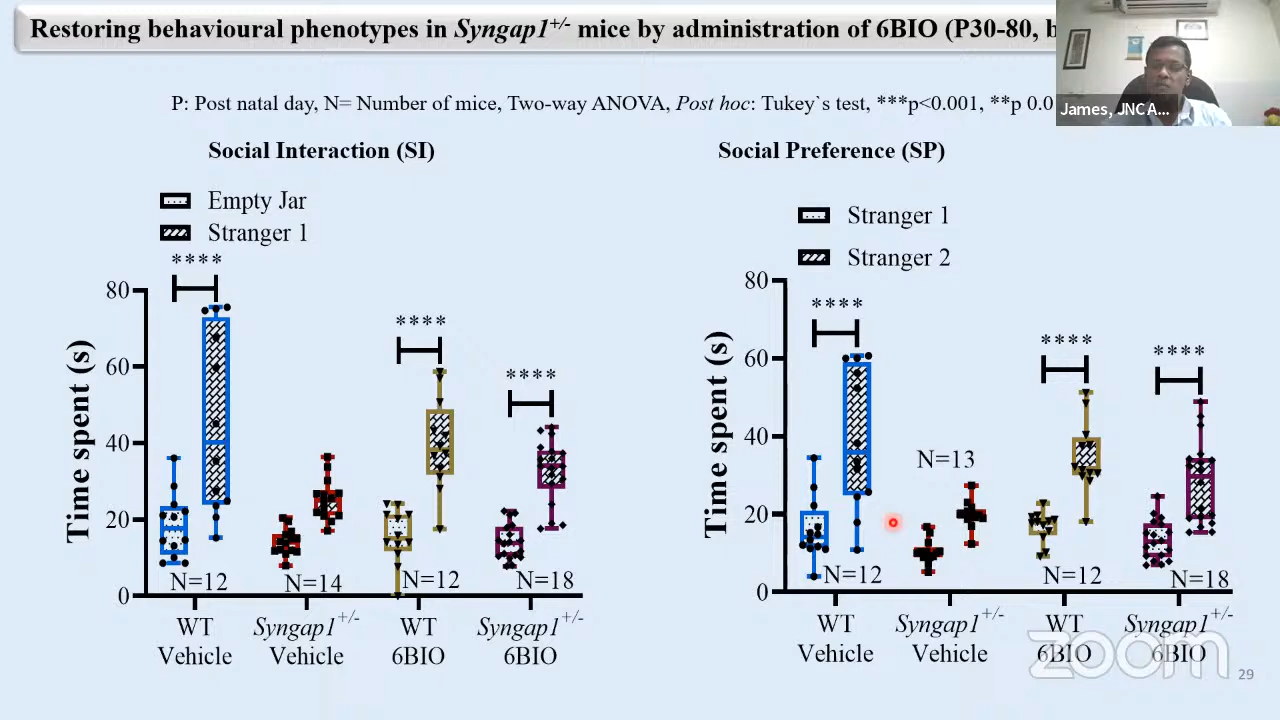 Restoring behavioural phenotypes in Syngap1+/- mice by administration of 6BIO (P30-80,
P: Post natal day, N= Number of mice, Two-way ANOVA, Post hoc: Tukey`s test, ***p<0.001, **p 0.0
James, JNC A...
Social Interaction (SI)
Social Preference (SP)
Empty Jar
Stranger 1
Stranger 1
Stranger 2
****
****
****
****
****
****
Time spent (s)
80
60
40
20
0
N=12
N=14
N=12
N=18
WT
Vehicle
Syngap1+/-
Vehicle
WT
6BIO
Syngap1+/-
6BIO
Time spent (s)
80
60
40
20
0
N=13
N=12
N=12
N=18
WT
Vehicle
Syngap1+/-
Vehicle
WT
6BIO
Syngap1+/-
6BIO
zoom
29